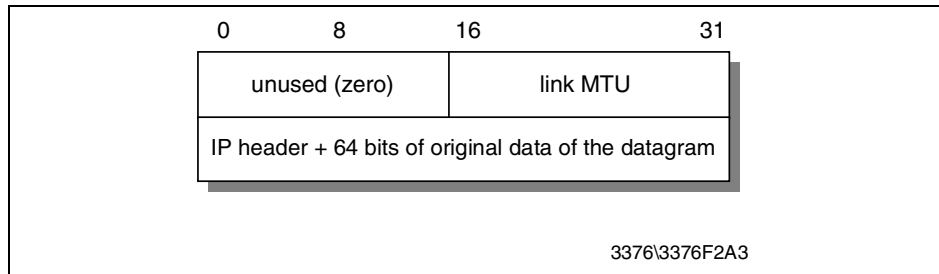 0 8 16 31
unused (zero) link MTU
IP header + 64 bits of original data of the datagram
3376\3376F2A3